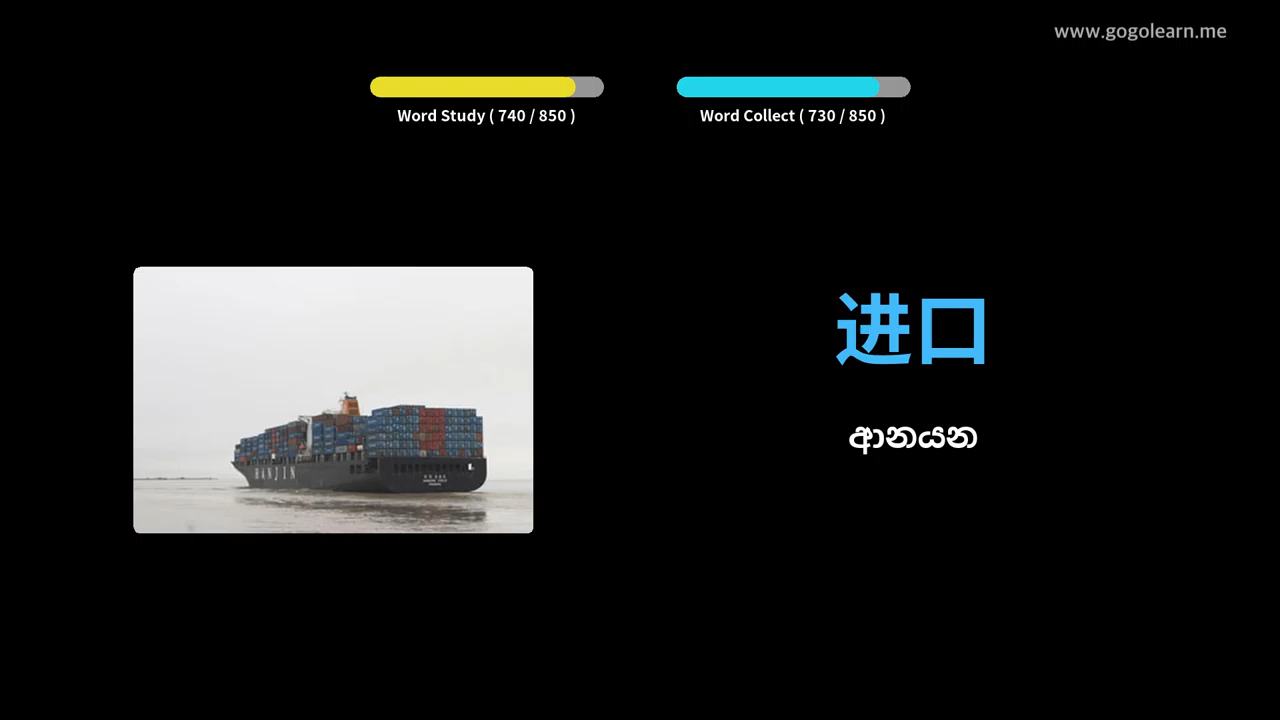 www.gogolearn.me
Word Study ( 740 / 850 )
Word Collect ( 730 / 850 )
进口
ආනයන
HANJIN